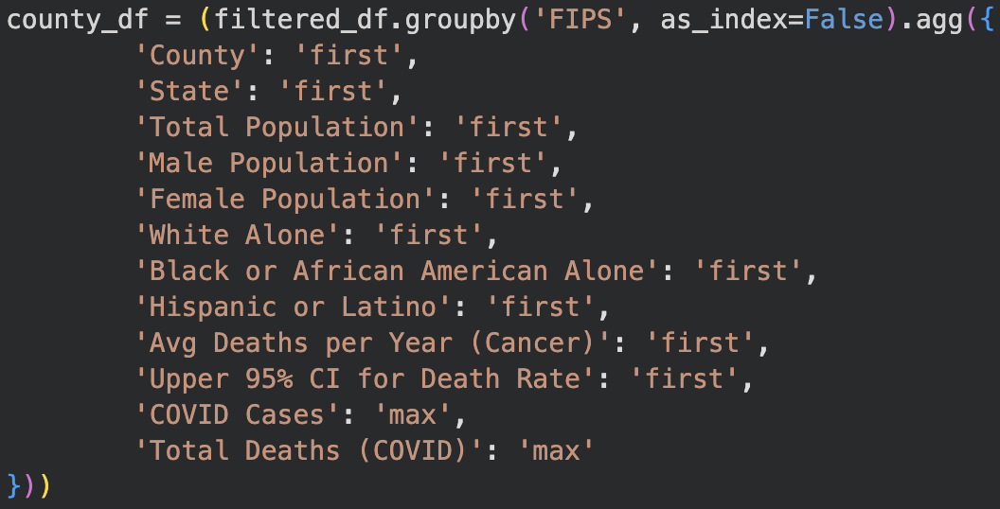 county_df = (filtered_df.groupby('FIPS', as_index=False).agg({
        'County': 'first',
        'State': 'first',
        'Total Population': 'first',
        'Male Population': 'first',
        'Female Population': 'first',
        'White Alone': 'first',
        'Black or African American Alone': 'first',
        'Hispanic or Latino': 'first',
        'Avg Deaths per Year (Cancer)': 'first',
        'Upper 95% CI for Death Rate': 'first',
        'COVID Cases': 'max',
        'Total Deaths (COVID)': 'max'
}))